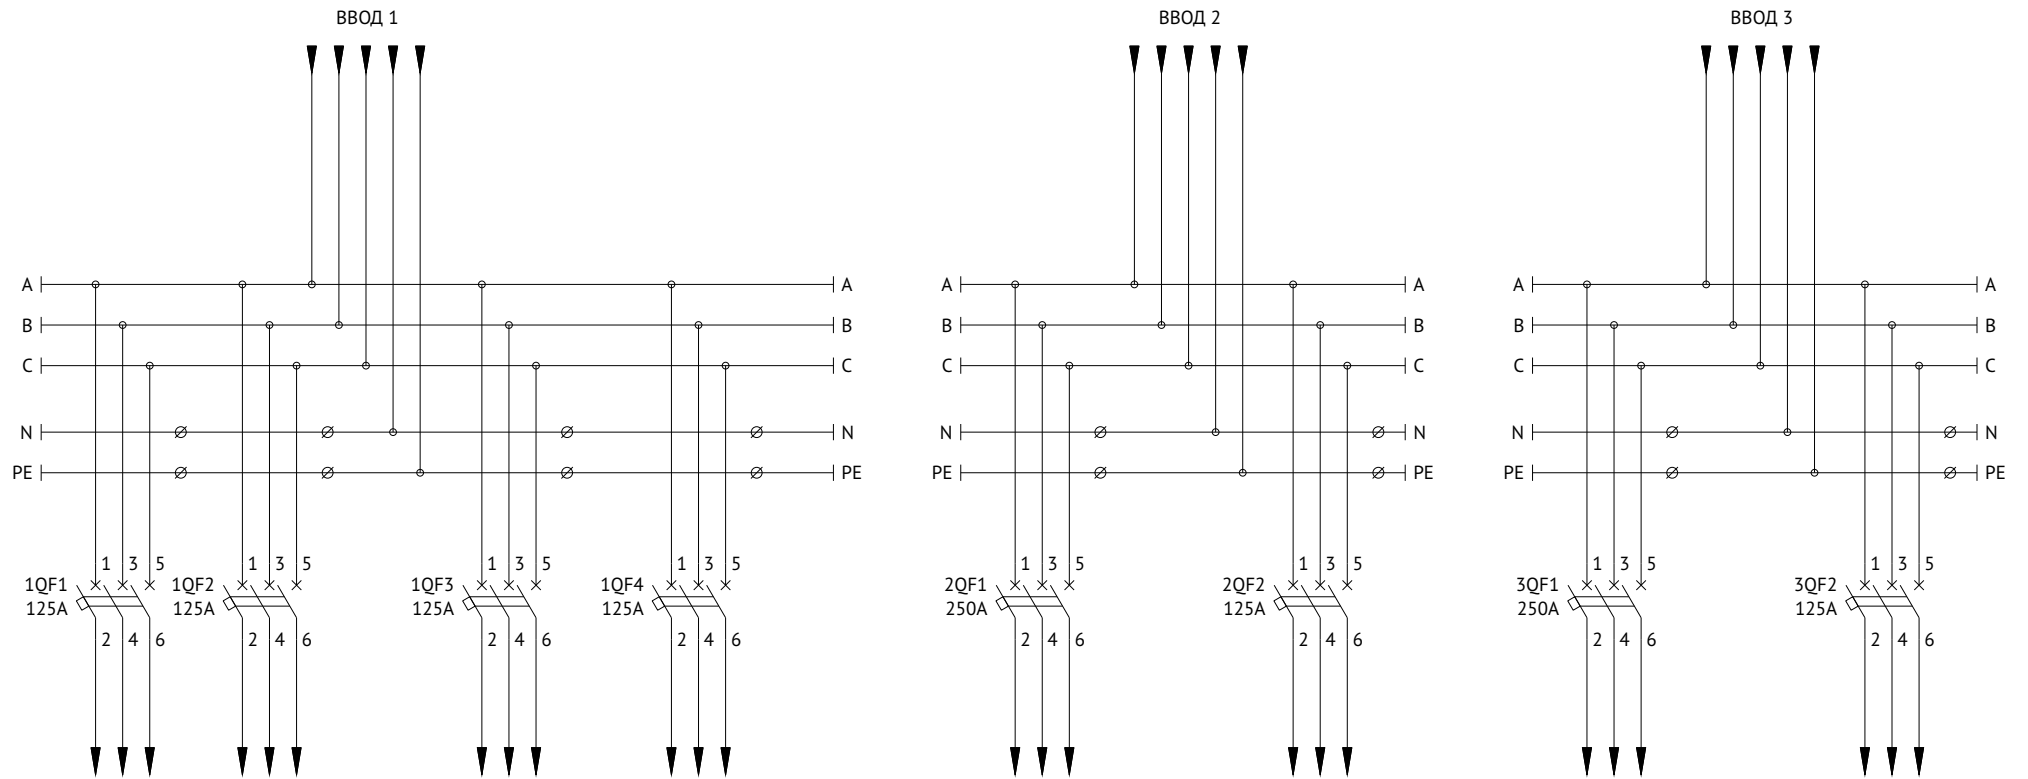 ВВОД 1 ВВОД 2 ВВОД 3
A A A A A A
B B B B B B
C C C C C C
N N N N N N
PE PE PE PE PE PE
1 3 5 1 3 5 1 3 5 1 3 5 1 3 5 1 3 5 1 3 5 1 3 5
1QF1 1QF2 1QF3 1QF4 2QF1 2QF2 3QF1 3QF2
125A 125A 125A 125A 250A 125A 250A 125A
2 4 6 2 4 6 2 4 6 2 4 6 2 4 6 2 4 6 2 4 6 2 4 6